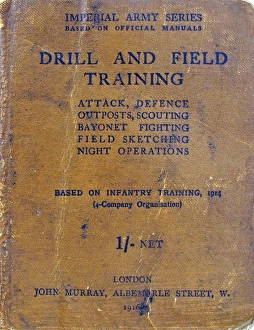 IMPERIAL ARMY SERIES
BASED ON OFFICIAL MANUALS
DRILL AND FIELD
TRAINING
ATTACK, DEFENCE
OUTPOSTS, SCOUTING
BAYONET FIGHTING
FIELD SKETCHING
NIGHT OPERATIONS
BASED ON INFANTRY TRAINING, 1914
(4-Company Organisation)
1/- NET
LONDON
JOHN MURRAY, ALBEMARLE STREET, W.
1916